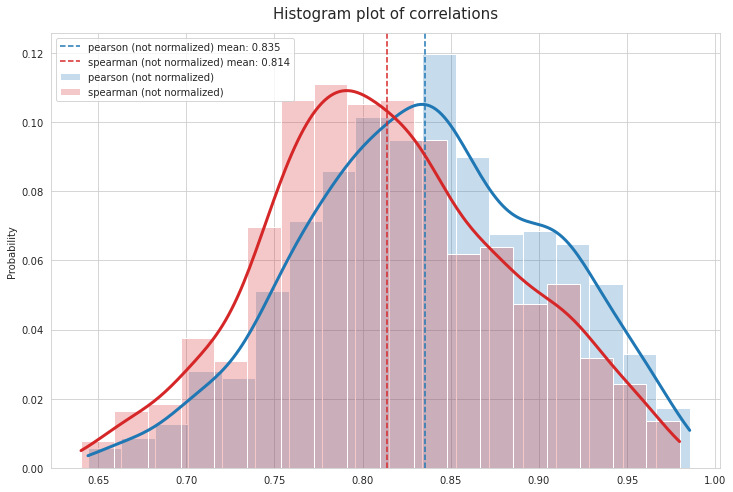 Histogram plot of correlations
pearson (not normalized) mean: 0.835
spearman (not normalized) mean: 0.814
pearson (not normalized)
spearman (not normalized)
Probability
0.12
0.10
0.08
0.06
0.04
0.02
0.00
0.65 0.70 0.75 0.80 0.85 0.90 0.95 1.00